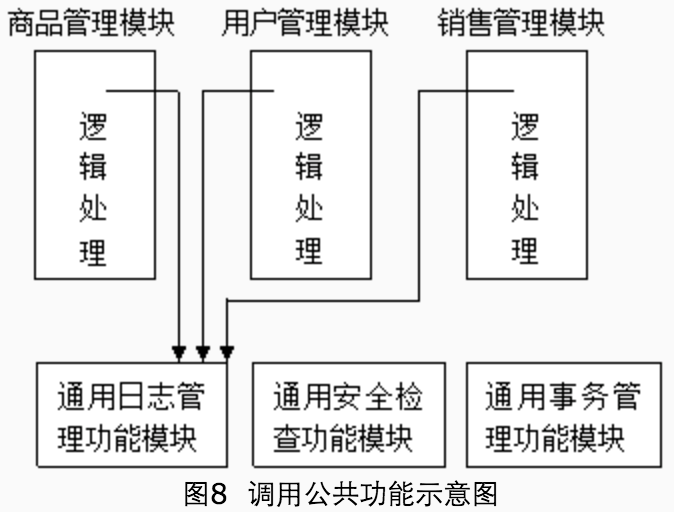 商品管理模块 用户管理模块 销售管理模块
逻辑处理 逻辑处理 逻辑处理
通用日志管 通用安全检 通用事务管
理功能模块 查功能模块 理功能模块
图8 调用公共功能示意图